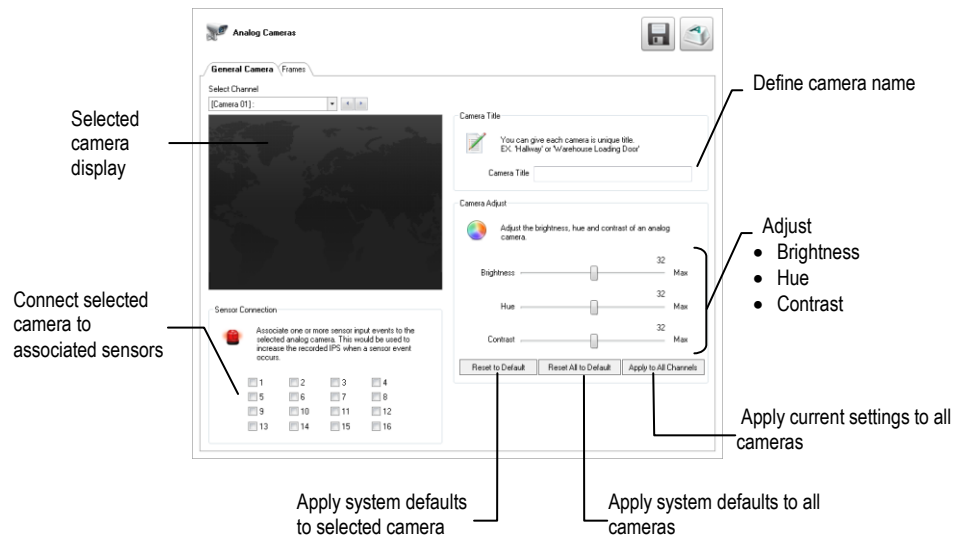 Analog Cameras
General Camera
Frames
Select Channel
[Camera 01] :
Camera Title
You can give each camera is unique title.
EX. 'Hallway' or 'Warehouse Loading Door'
Camera Title
Camera Adjust
Adjust the brightness, hue and contrast of an analog
camera.
32
Brightness
Max
32
Hue
Max
32
Contrast
Max
Reset to Default
Reset All to Default
Apply to All Channels
Sensor Connection
Associate one or more sensor input events to the
selected analog camera. This would be used to
increase the recorded IPS when a sensor event
occurs.
1 2 3 4
5 6 7 8
9 10 11 12
13 14 15 16
Selected
camera
display
Connect selected
camera to
associated sensors
Define camera name
Adjust
• Brightness
• Hue
• Contrast
Apply current settings to all
cameras
Apply system defaults
to selected camera
Apply system defaults to all
cameras